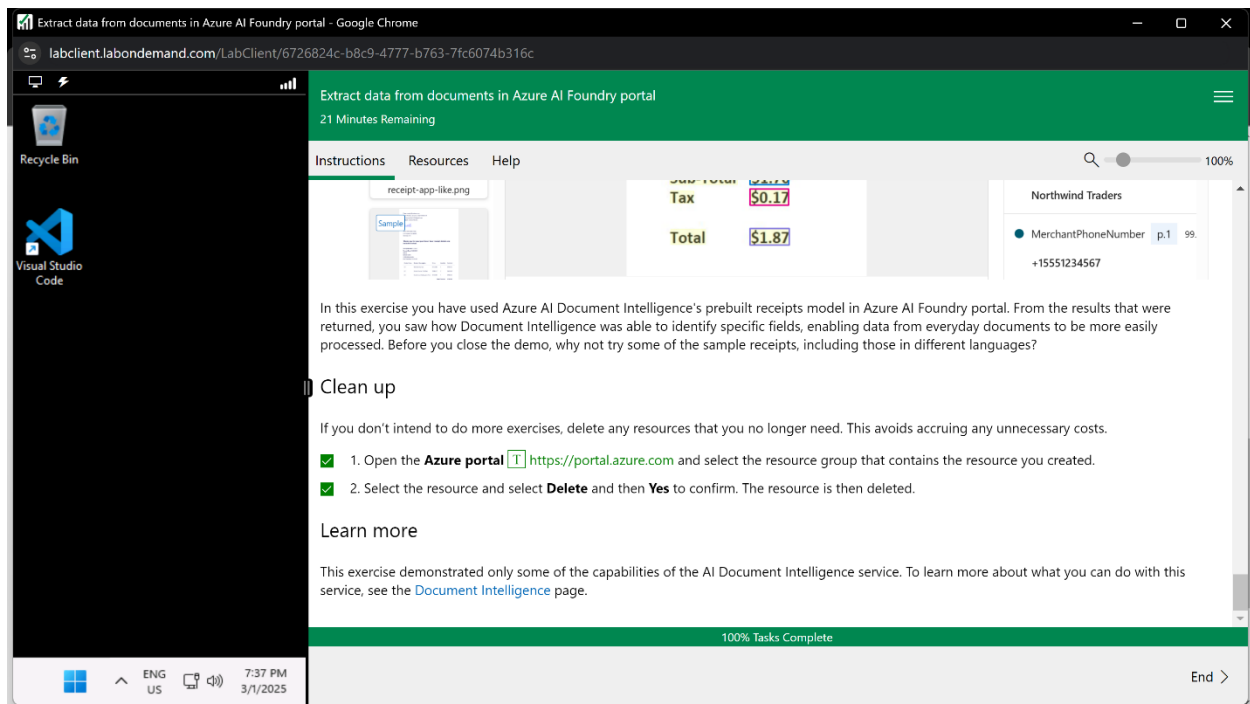 Extract data from documents in Azure AI Foundry portal - Google Chrome
labclient.labondemand.com/LabClient/6726824c-b8c9-4777-b763-7fc6074b316c
Recycle Bin
Visual Studio
Code
ENG
US
7:37 PM
3/1/2025
Extract data from documents in Azure AI Foundry portal
21 Minutes Remaining
Instructions Resources Help
100%
receipt-app-like.png
Sample
Sub-Total $1.70
Tax $0.17
Total $1.87
Northwind Traders
MerchantPhoneNumber p.1 99.
+15551234567
In this exercise you have used Azure AI Document Intelligence's prebuilt receipts model in Azure AI Foundry portal. From the results that were
returned, you saw how Document Intelligence was able to identify specific fields, enabling data from everyday documents to be more easily
processed. Before you close the demo, why not try some of the sample receipts, including those in different languages?
Clean up
If you don't intend to do more exercises, delete any resources that you no longer need. This avoids accruing any unnecessary costs.
1. Open the Azure portal T https://portal.azure.com and select the resource group that contains the resource you created.
2. Select the resource and select Delete and then Yes to confirm. The resource is then deleted.
Learn more
This exercise demonstrated only some of the capabilities of the AI Document Intelligence service. To learn more about what you can do with this
service, see the Document Intelligence page.
100% Tasks Complete
End >